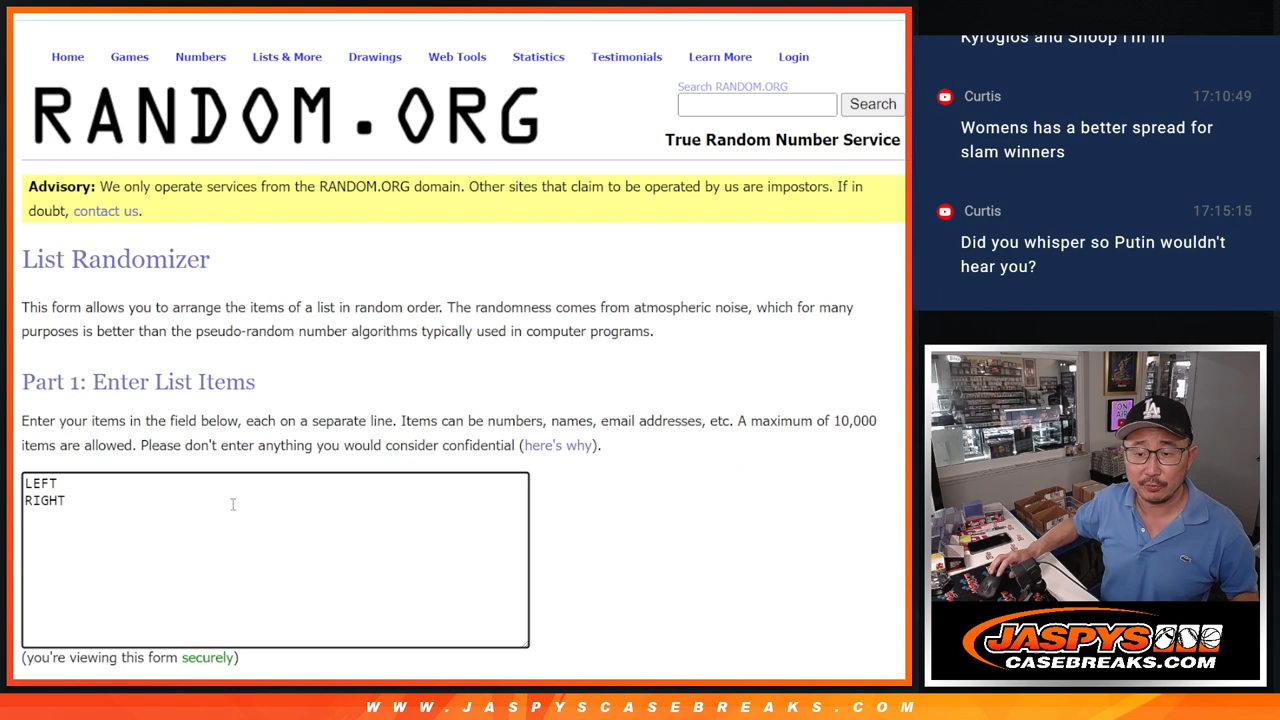 Home Games Numbers Lists & More Drawings Web Tools Statistics Testimonials Learn More Login
RANDOM.ORG
Search RANDOM.ORG
Search
True Random Number Service
Advisory: We only operate services from the RANDOM.ORG domain. Other sites that claim to be operated by us are impostors. If in
doubt, contact us.
List Randomizer
This form allows you to arrange the items of a list in random order. The randomness comes from atmospheric noise, which for many
purposes is better than the pseudo-random number algorithms typically used in computer programs.
Part 1: Enter List Items
Enter your items in the field below, each on a separate line. Items can be numbers, names, email addresses, etc. A maximum of 10,000
items are allowed. Please don't enter anything you would consider confidential (here's why).
LEFT
RIGHT
(you're viewing this form securely)
Kyrogios and Snoop I'm in
Curtis 17:10:49
Womens has a better spread for
slam winners
Curtis 17:15:15
Did you whisper so Putin wouldn't
hear you?
ON
AIR
LA
JASPYS
CASEBREAKS.COM
WWW.JASPYSCASEBREAKS.COM